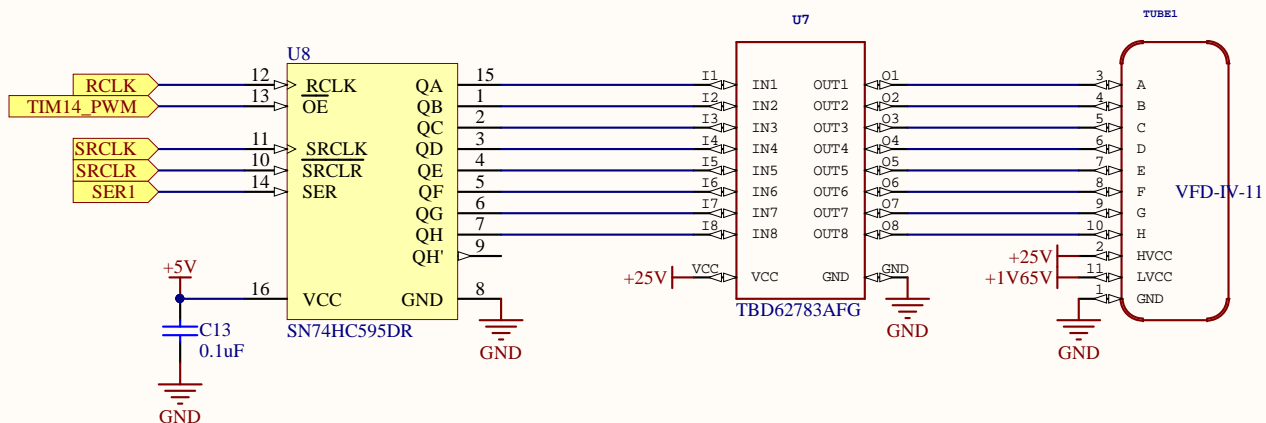 U7
TUBE1
U8
RCLK 12 RCLK QA 15 I1 IN1 OUT1 O1 3 A
TIM14_PWM 13 OE QB 1 I2 IN2 OUT2 O2 4 B
QC 2 I3 IN3 OUT3 O3 5 C
SRCLK 11 SRCLK QD 3 I4 IN4 OUT4 O4 6 D
SRCLR 10 SRCLR QE 4 I5 IN5 OUT5 O5 7 E
SER1 14 SER QF 5 I6 IN6 OUT6 O6 8 F VFD-IV-11
QG 6 I7 IN7 OUT7 O7 9 G
QH 7 I8 IN8 OUT8 O8 10 H
QH' 9 +25V 2 HVCC
+5V +25V VCC VCC GND GND +1V65V 11 LVCC
16 VCC GND 8 1 GND
SN74HC595DR TBD62783AFG
C13
0.1uF
GND GND GND
GND